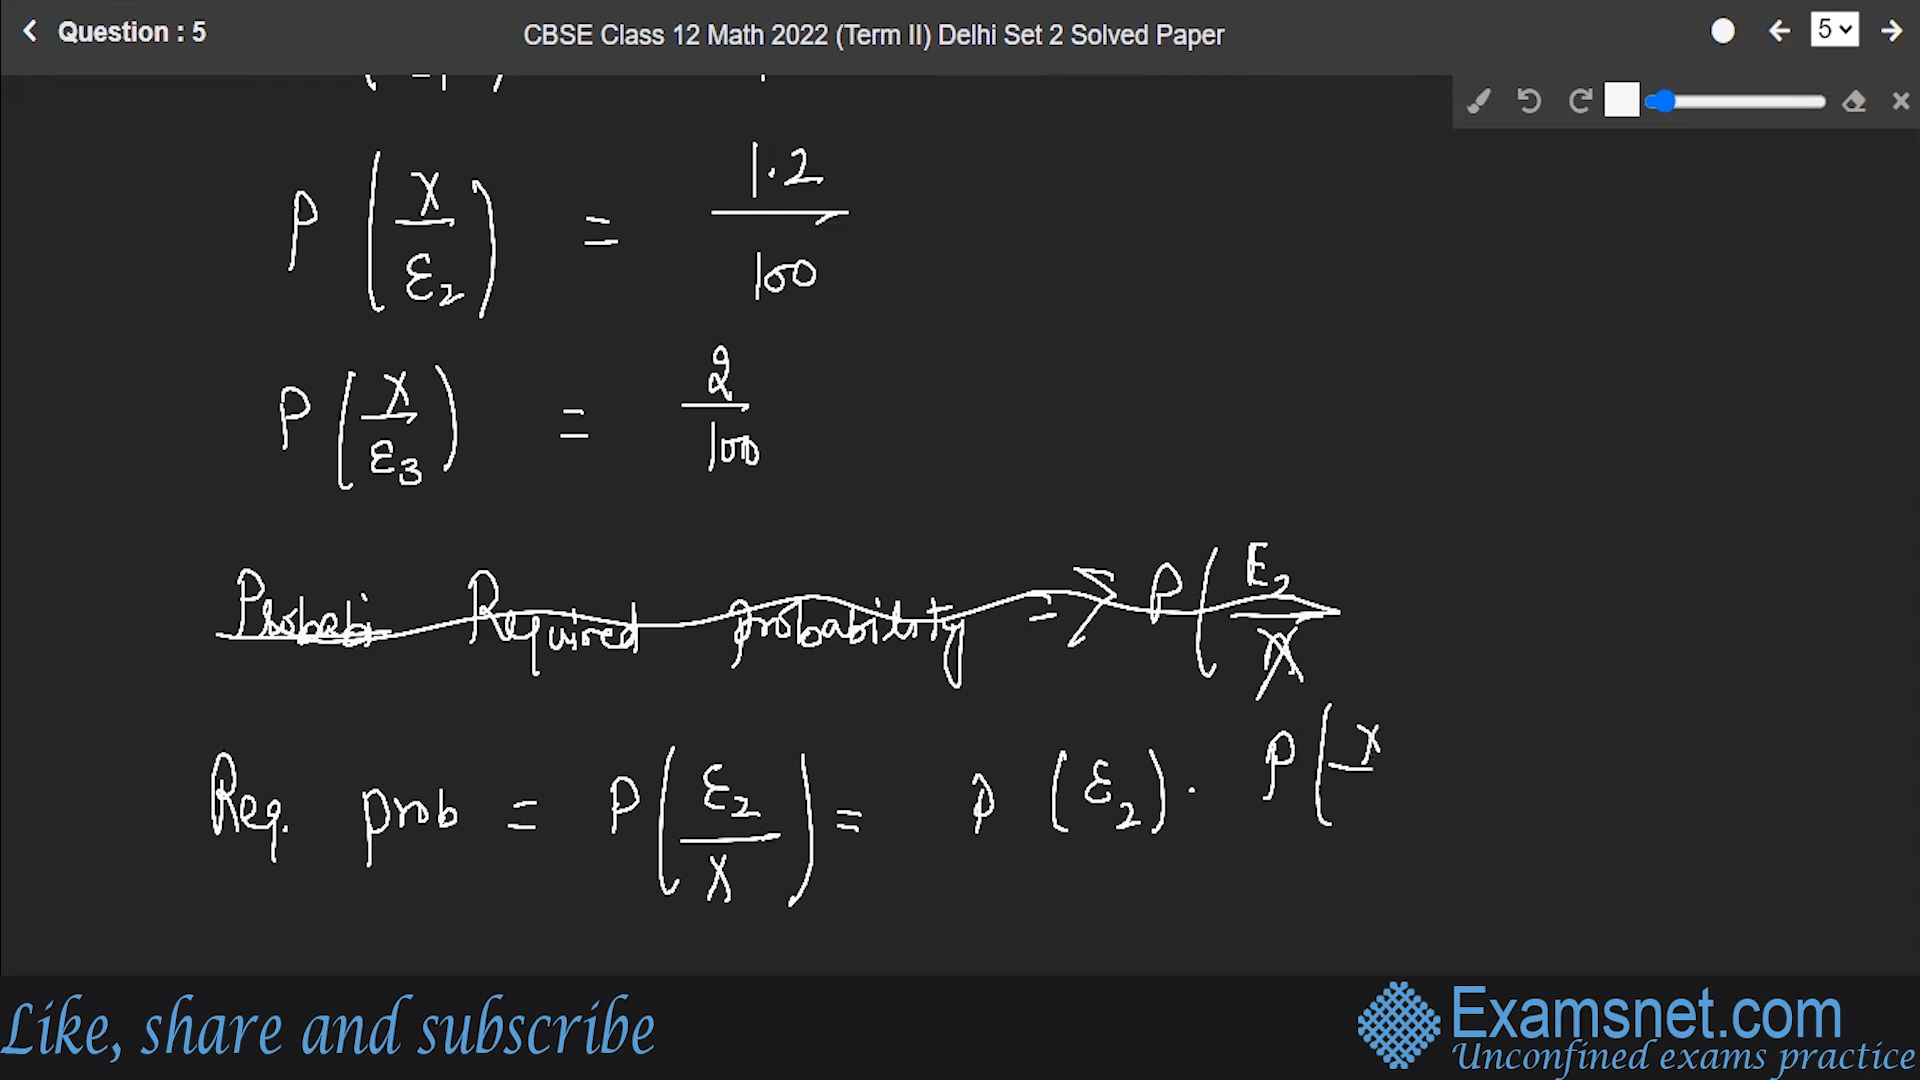 Question : 5
CBSE Class 12 Math 2022 (Term II) Delhi Set 2 Solved Paper
5
P(X/E2) = 1.2/100
P(X/E3) = 2/100
Probabi Required probability => P(E2/X
Req. prob = P(E2/X) = P(E2) . P(X
Like, share and subscribe
Examsnet.com
Unconfined exams practice